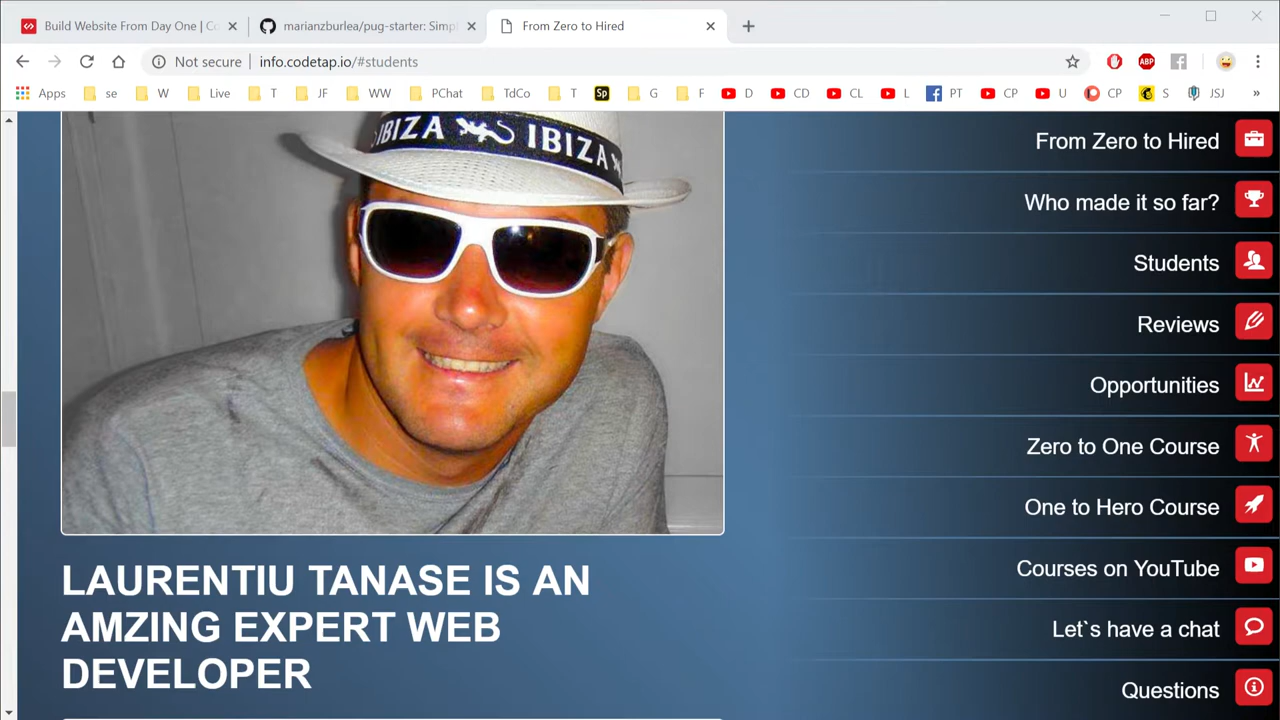 Build Website From Day One | Co
marianzburlea/pug-starter: Simpl
From Zero to Hired
Not secure
info.codetap.io/#students
ABP
Apps
se
W
Live
T
JF
WW
PChat
TdCo
T
Sp
G
F
D
CD
CL
L
PT
CP
U
CP
S
JSJ
»
IBIZA IBIZA
From Zero to Hired
Who made it so far?
Students
Reviews
Opportunities
Zero to One Course
One to Hero Course
Courses on YouTube
Let`s have a chat
Questions
LAURENTIU TANASE IS AN
AMZING EXPERT WEB
DEVELOPER